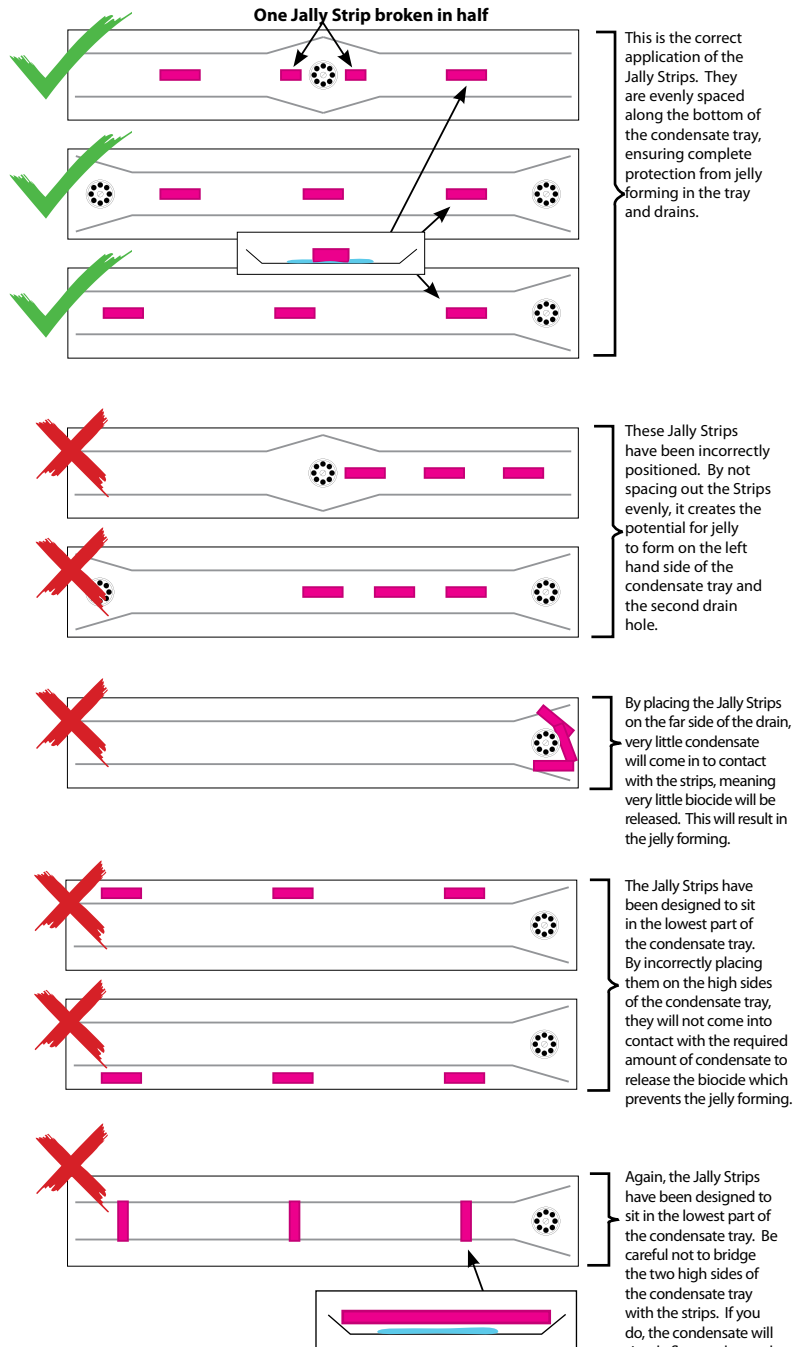 One Jally Strip broken in half
This is the correct
application of the
Jally Strips. They
are evenly spaced
along the bottom of
the condensate tray,
ensuring complete
protection from jelly
forming in the tray
and drains.
These Jally Strips
have been incorrectly
positioned. By not
spacing out the Strips
evenly, it creates the
potential for jelly
to form on the left
hand side of the
condensate tray and
the second drain
hole.
By placing the Jally Strips
on the far side of the drain,
very little condensate
will come in to contact
with the strips, meaning
very little biocide will be
released. This will result in
the jelly forming.
The Jally Strips have
been designed to sit
in the lowest part of
the condensate tray.
By incorrectly placing
them on the high sides
of the condensate tray,
they will not come into
contact with the required
amount of condensate to
release the biocide which
prevents the jelly forming.
Again, the Jally Strips
have been designed to
sit in the lowest part of
the condensate tray. Be
careful not to bridge
the two high sides of
the condensate tray
with the strips. If you
do, the condensate will